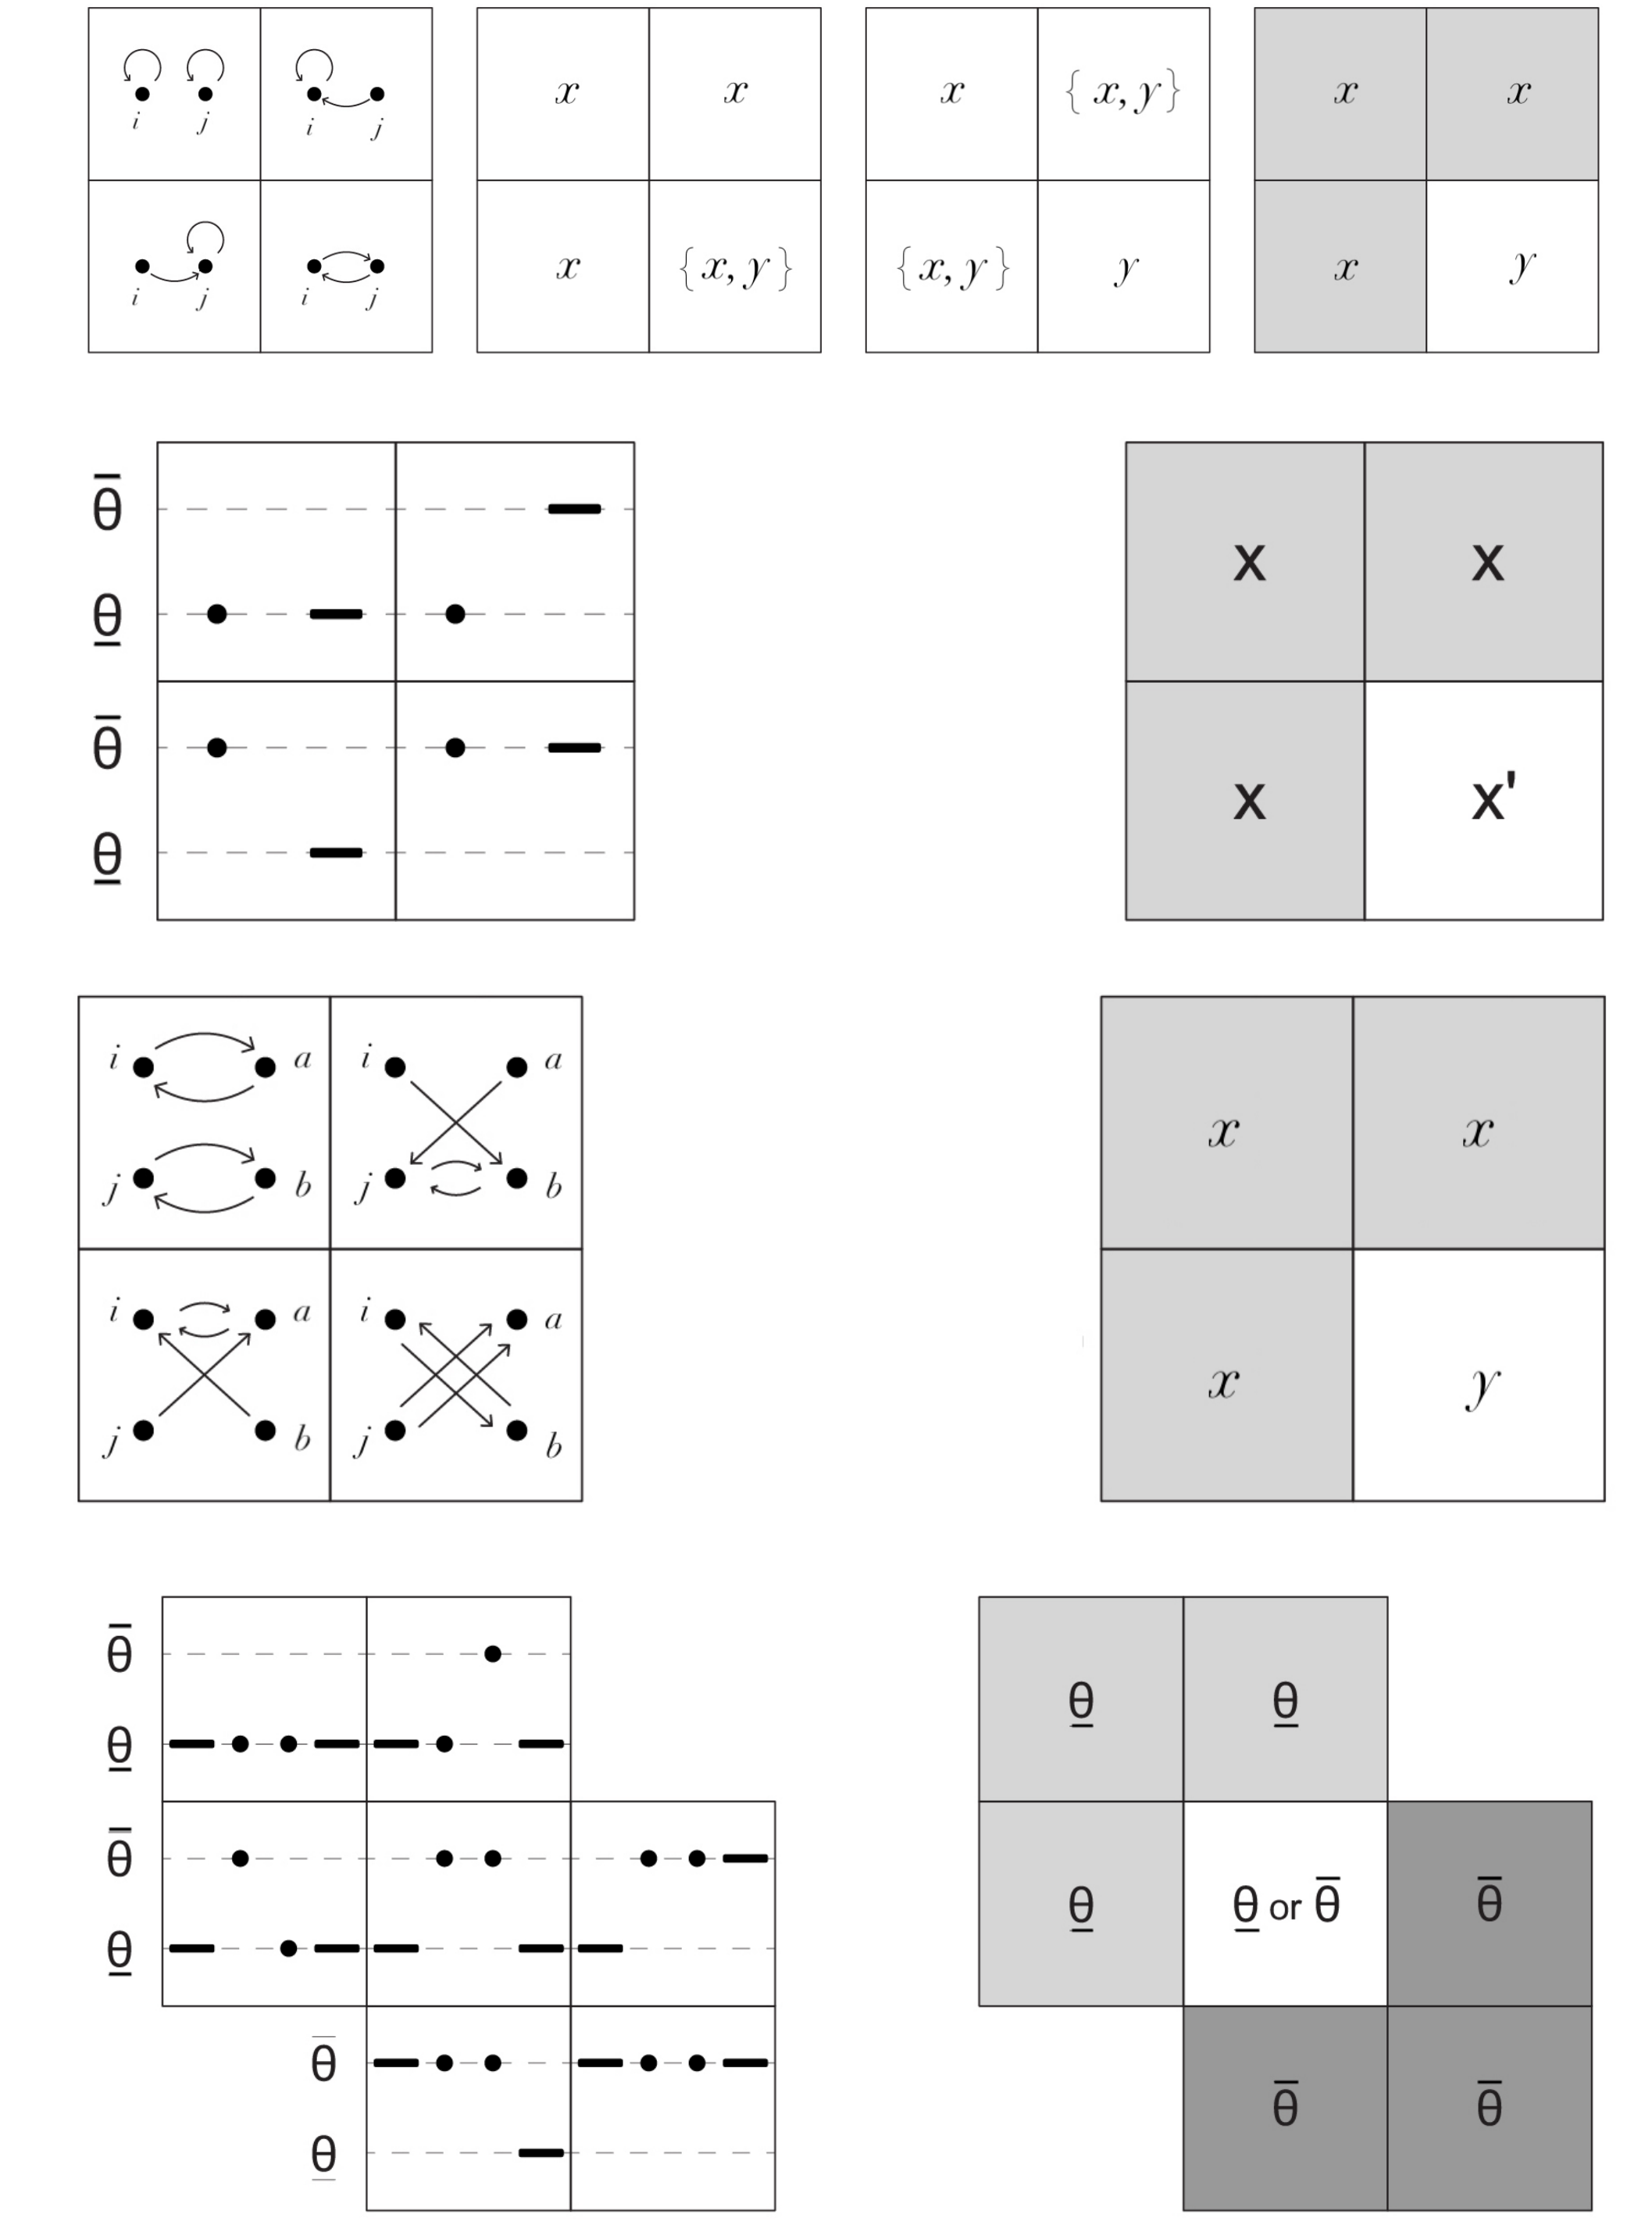 x x x { x, y } x x
i j i j
x { x, y } { x, y } y x y
i j i j
θ̅
x x
θ̲
θ̅
x x'
θ̲
i a i a
x x
j b j b
i a i a
x y
j b j b
θ̅
θ̲ θ̲
θ̲
θ̅
θ̲ θ̲ or θ̅ θ̅
θ̲
θ̅
θ̅ θ̅
θ̲